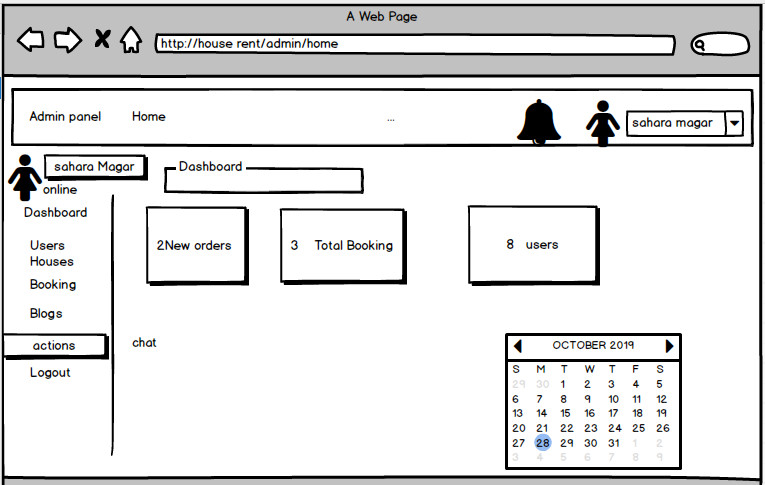 A Web Page
http://house rent/admin/home
Admin panel Home ... sahara magar
sahara Magar Dashboard
online
Dashboard
2New orders 3 Total Booking 8 users
Users
Houses
Booking
Blogs
actions chat
Logout
OCTOBER 2019
S M T W T F S
29 30 1 2 3 4 5
6 7 8 9 10 11 12
13 14 15 16 17 18 19
20 21 22 23 24 25 26
27 28 29 30 31 1 2
3 4 5 6 7 8 9